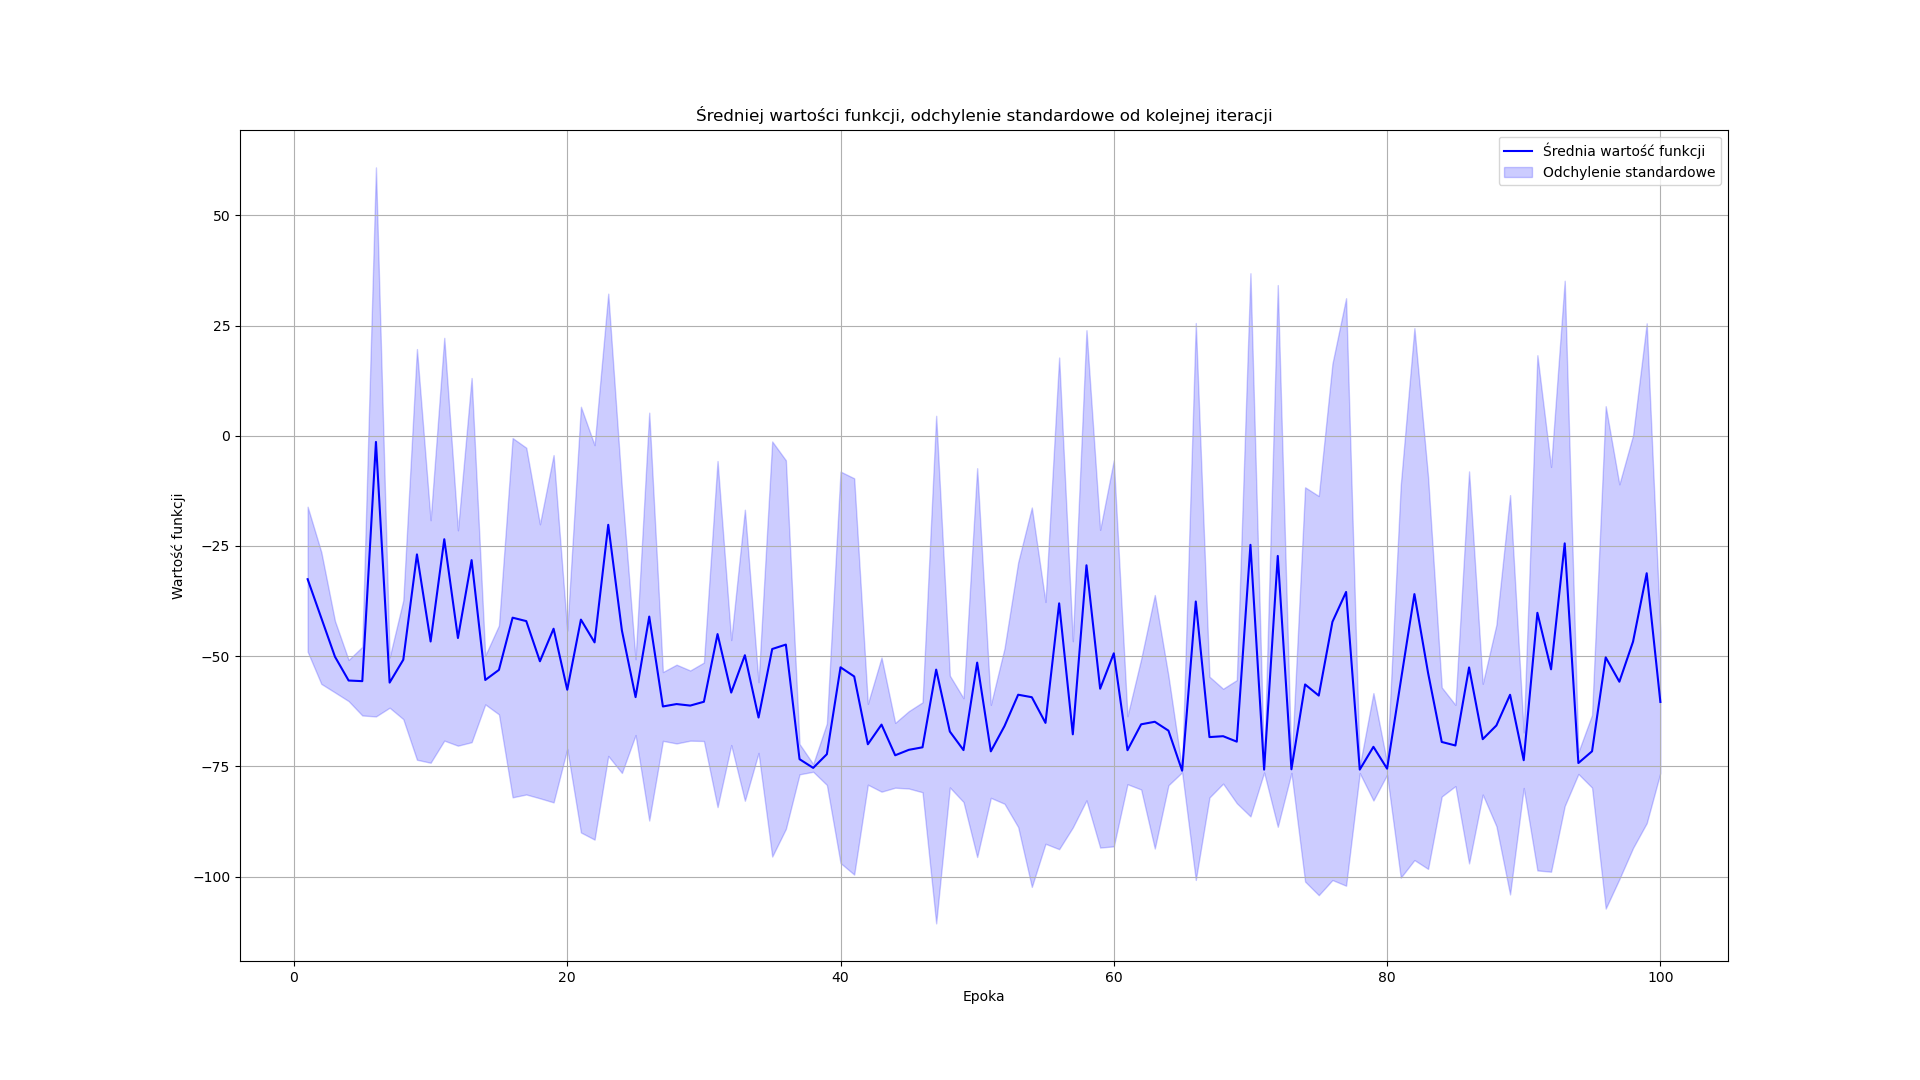 Średniej wartości funkcji, odchylenie standardowe od kolejnej iteracji
Średnia wartość funkcji
Odchylenie standardowe
50
25
0
−25
−50
−75
−100
Wartość funkcji
0 20 40 60 80 100
Epoka